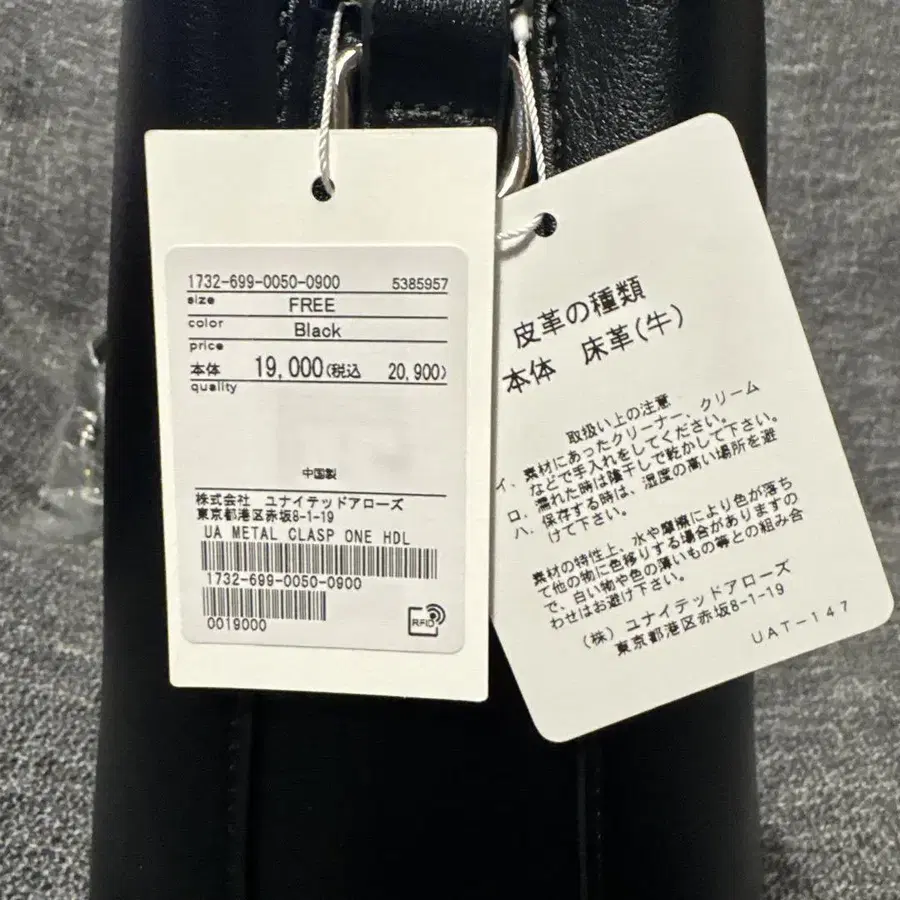 1732-699-0050-0900 5385957
size FREE
color Black
price
本体 19,000(税込 20,900)
quality
中国製
株式会社 ユナイテッドアローズ
東京都港区赤坂8-1-19
UA METAL CLASP ONE HDL
1732-699-0050-0900
0019000
RFID
皮革の種類
本体 床革(牛)
取扱い上の注意
イ、素材にあったクリーナー、クリーム
などで手入れをしてください。
ロ、濡れた時は陰干しで乾かして下さい。
ハ、保存する時は、湿度の高い場所を避
けて下さい。
素材の特性上、水や摩擦により色が落ち
て他の物に色移りする場合がありますの
で、白い物や色の薄いもの等との組み合
わせはお避け下さい。
(株) ユナイテッドアローズ
東京都港区赤坂8-1-19
UAT-147